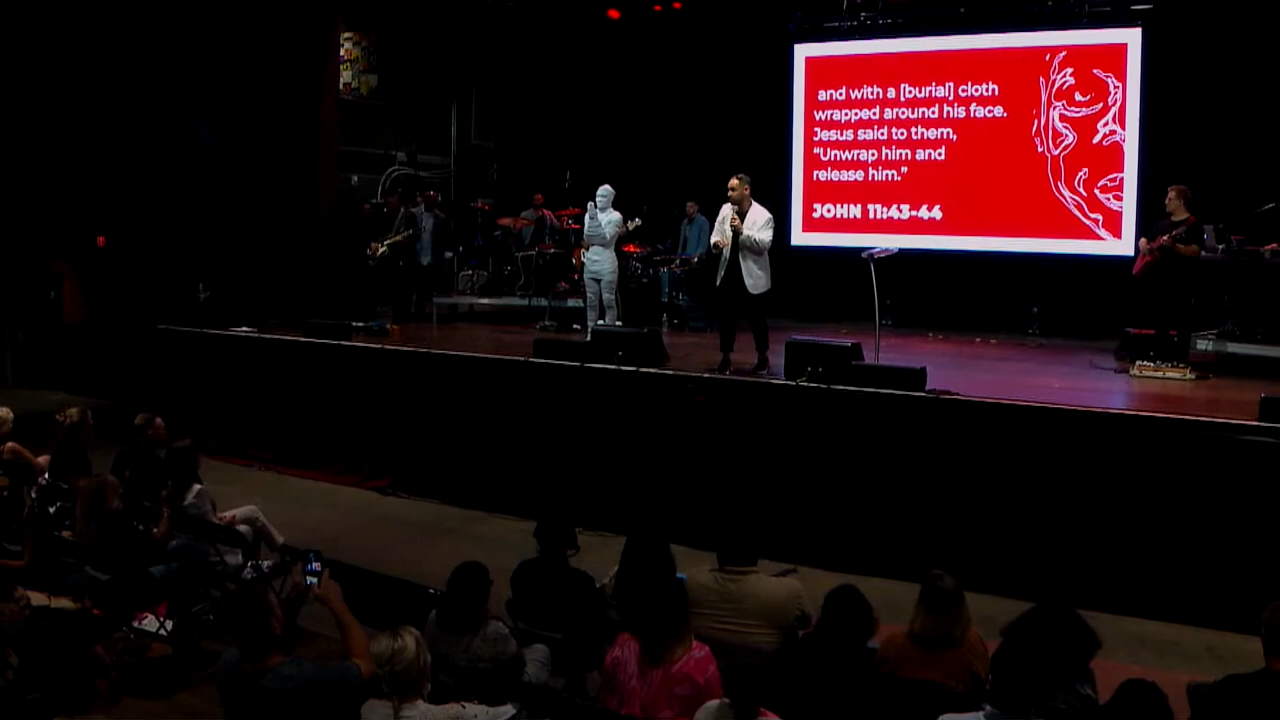 and with a [burial] cloth
wrapped around his face.
Jesus said to them,
“Unwrap him and
release him.”
JOHN 11:43-44